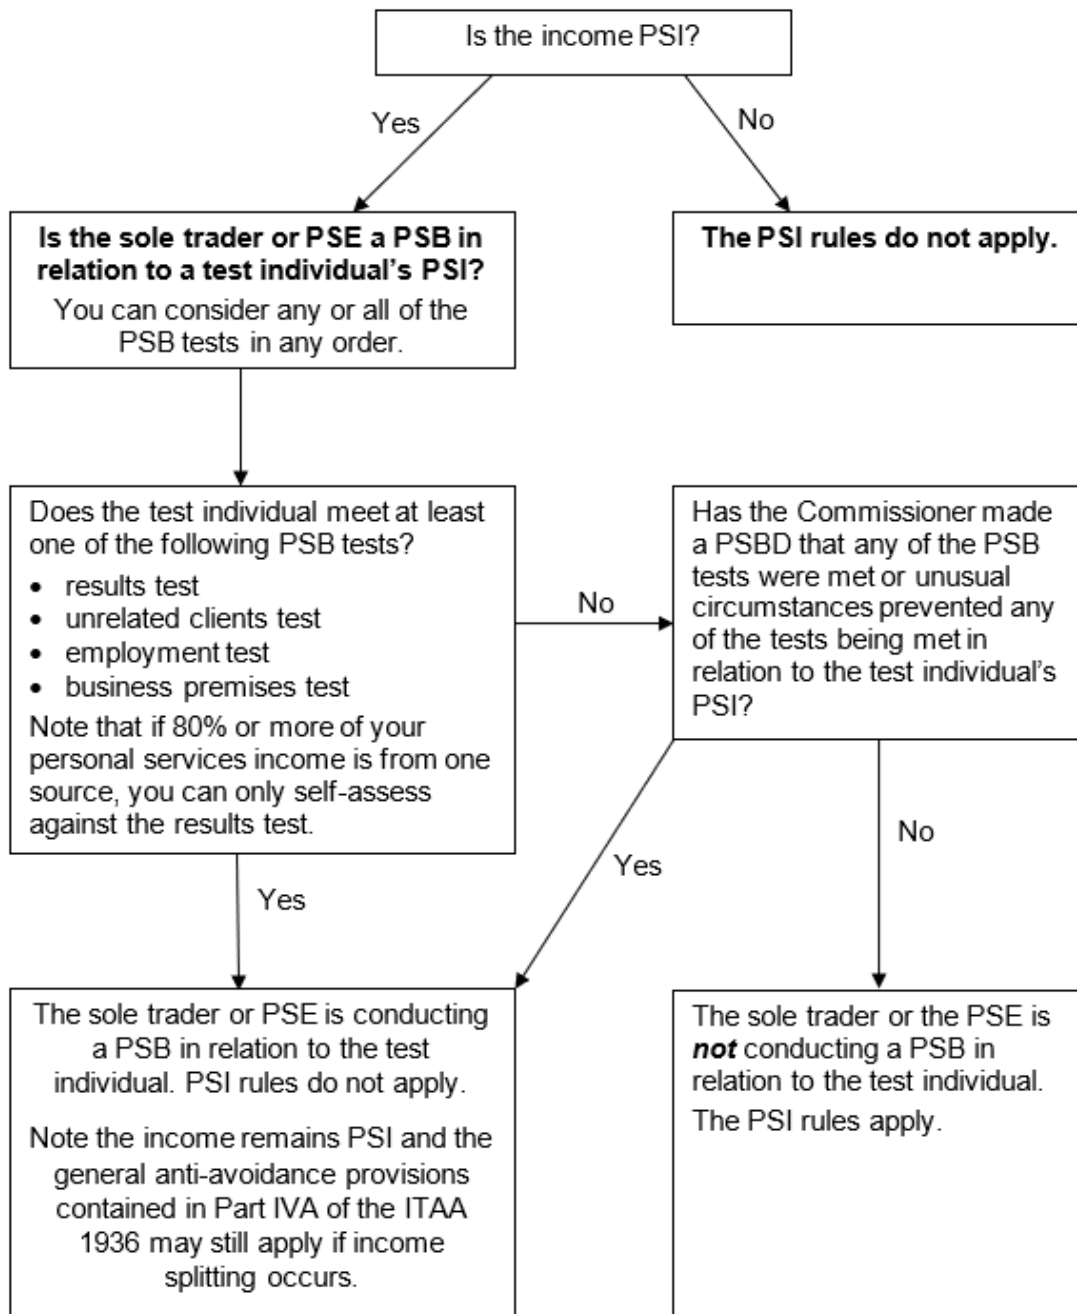 Is the income PSI?
Yes
No
Is the sole trader or PSE a PSB in
relation to a test individual's PSI?
You can consider any or all of the
PSB tests in any order.
The PSI rules do not apply.
Does the test individual meet at least
one of the following PSB tests?
• results test
• unrelated clients test
• employment test
• business premises test
Note that if 80% or more of your
personal services income is from one
source, you can only self-assess
against the results test.
No
Has the Commissioner made
a PSBD that any of the PSB
tests were met or unusual
circumstances prevented any
of the tests being met in
relation to the test individual's
PSI?
Yes
Yes
No
The sole trader or PSE is conducting
a PSB in relation to the test
individual. PSI rules do not apply.
Note the income remains PSI and the
general anti-avoidance provisions
contained in Part IVA of the ITAA
1936 may still apply if income
splitting occurs.
The sole trader or the PSE is
not conducting a PSB in
relation to the test individual.
The PSI rules apply.